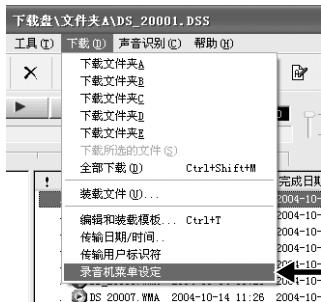 下载盘\文件夹A\DS_20001.DSS
工具(T) 下载(D) 声音识别(C) 帮助(H)
下载文件夹A
下载文件夹B
下载文件夹C
下载文件夹D
下载文件夹E
下载所选的文件(S)
全部下载(D) Ctrl+Shift+M
装载文件(U)...
编辑和装载模板... Ctrl+T
传输日期/时间..
传输用户标识符
录音机菜单设定
! 完成日期
2004-10-
2004-10-
2004-10-
2004-10-
2004-10-
DS_20007.WMA 2004-10-14 11:26 2004-10-